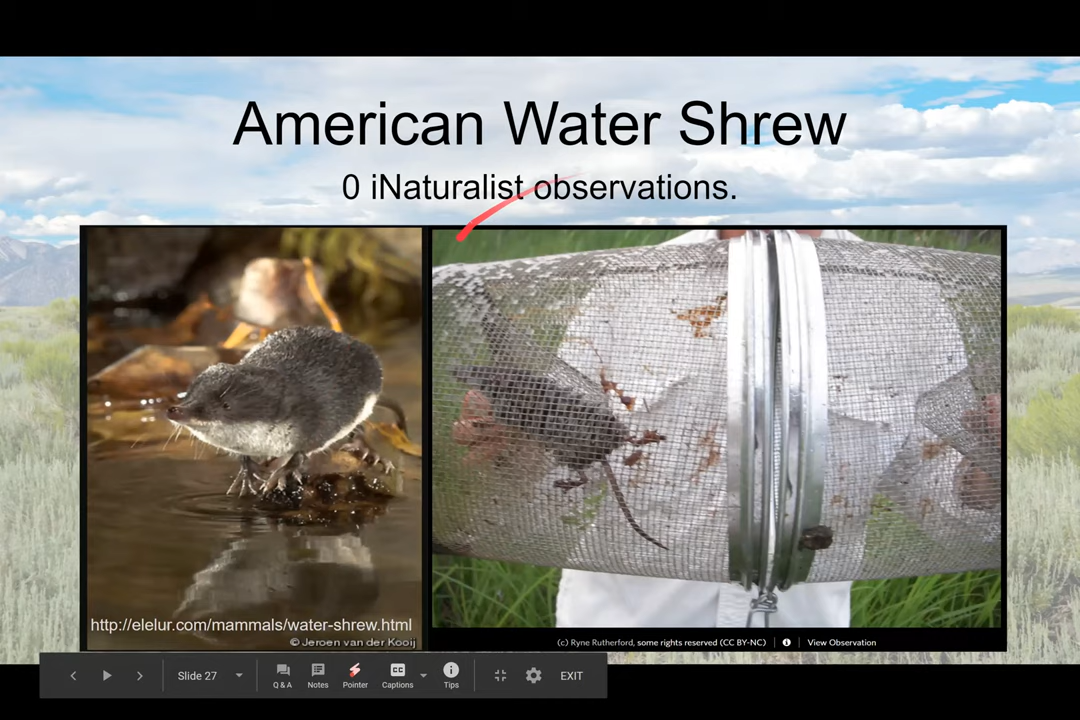 American Water Shrew
0 iNaturalist observations.
http://elelur.com/mammals/water-shrew.html
© Jeroen van der Kooij
(c) Ryne Rutherford, some rights reserved (CC BY-NC) View Observation
Slide 27 Q & A Notes Pointer Captions Tips EXIT